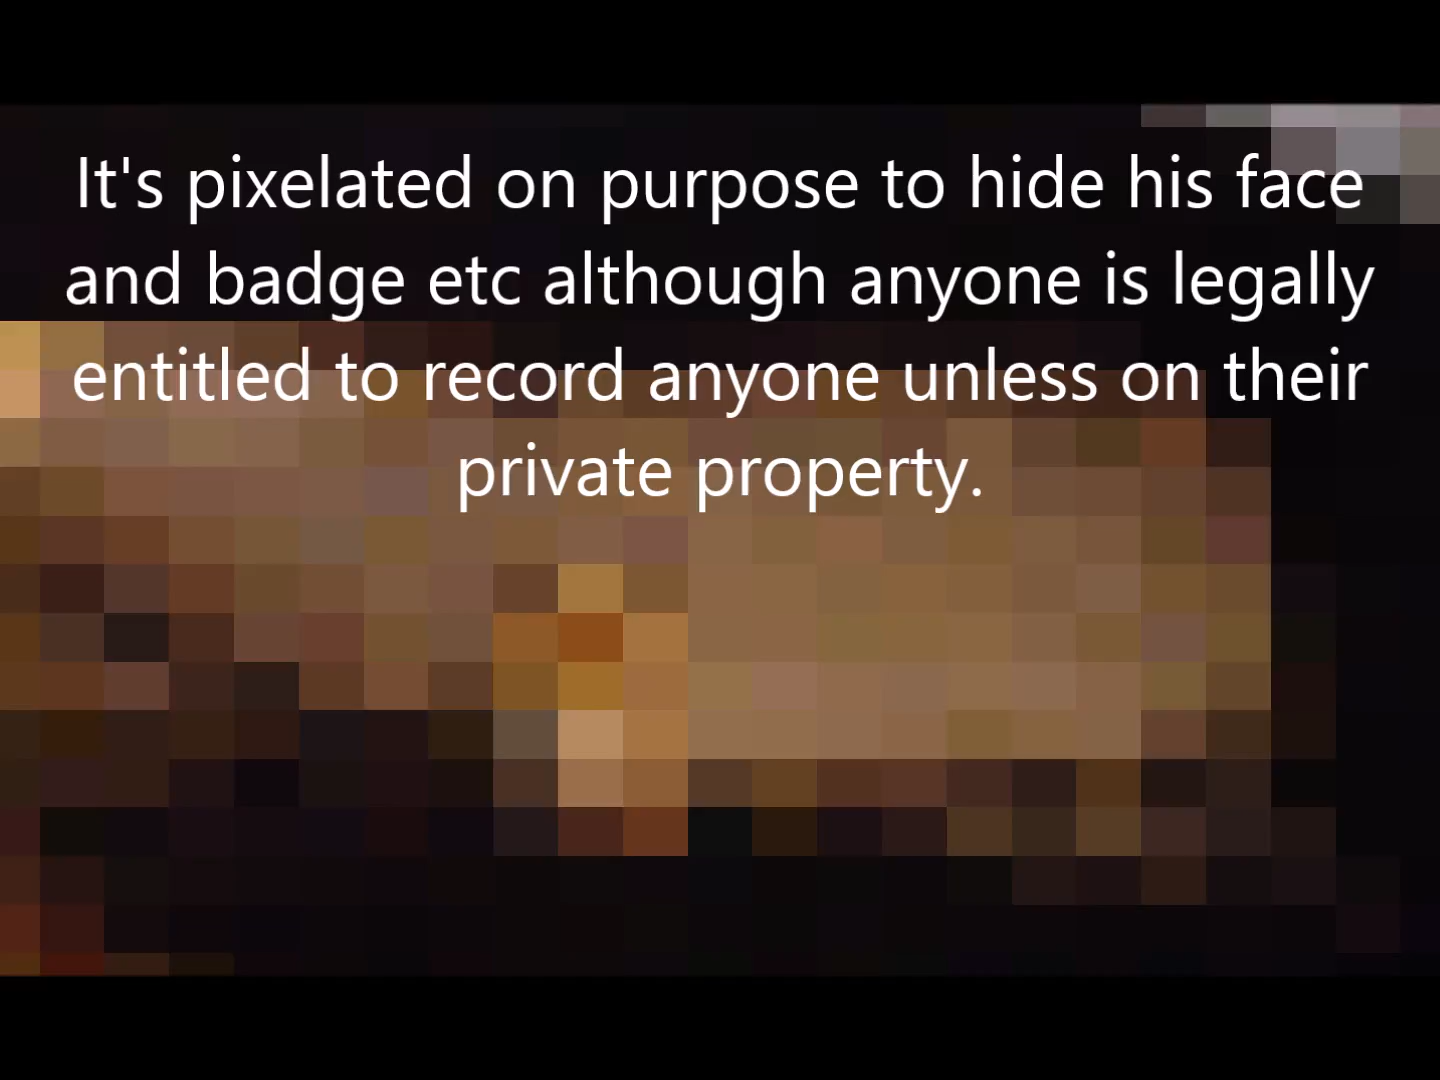 It's pixelated on purpose to hide his face
and badge etc although anyone is legally
entitled to record anyone unless on their
private property.